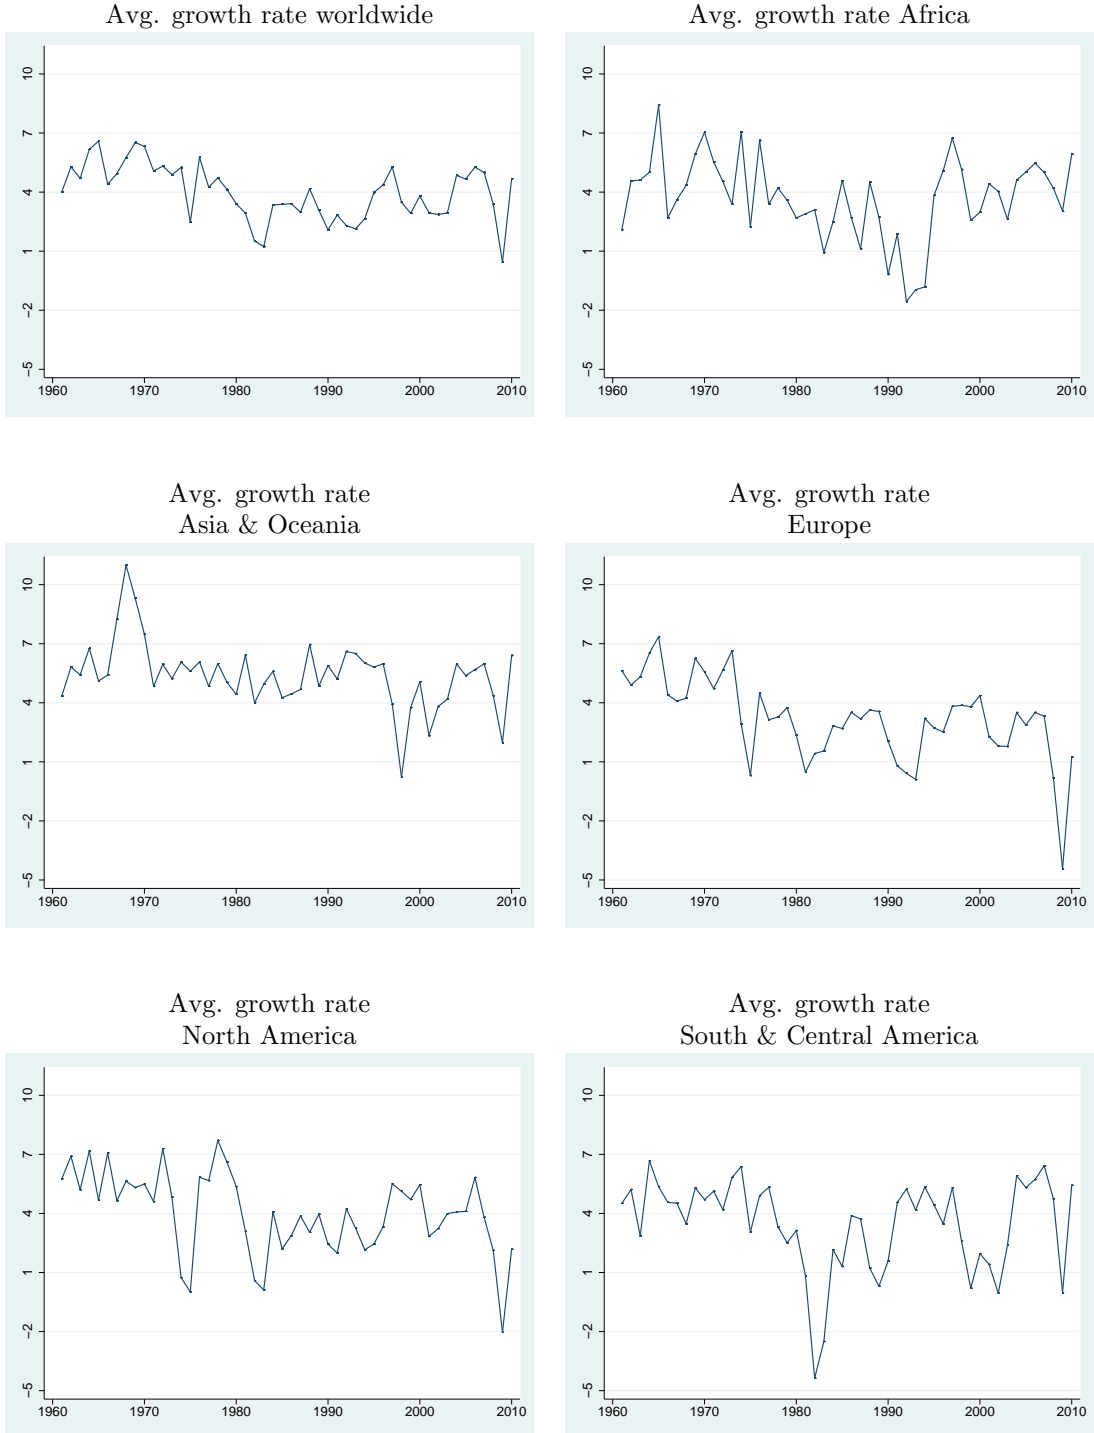 Avg. growth rate worldwide
10
7
4
1
−2
−5
1960 1970 1980 1990 2000 2010
Avg. growth rate Africa
10
7
4
1
−2
−5
1960 1970 1980 1990 2000 2010
Avg. growth rate
Asia & Oceania
10
7
4
1
−2
−5
1960 1970 1980 1990 2000 2010
Avg. growth rate
Europe
10
7
4
1
−2
−5
1960 1970 1980 1990 2000 2010
Avg. growth rate
North America
10
7
4
1
−2
−5
1960 1970 1980 1990 2000 2010
Avg. growth rate
South & Central America
10
7
4
1
−2
−5
1960 1970 1980 1990 2000 2010